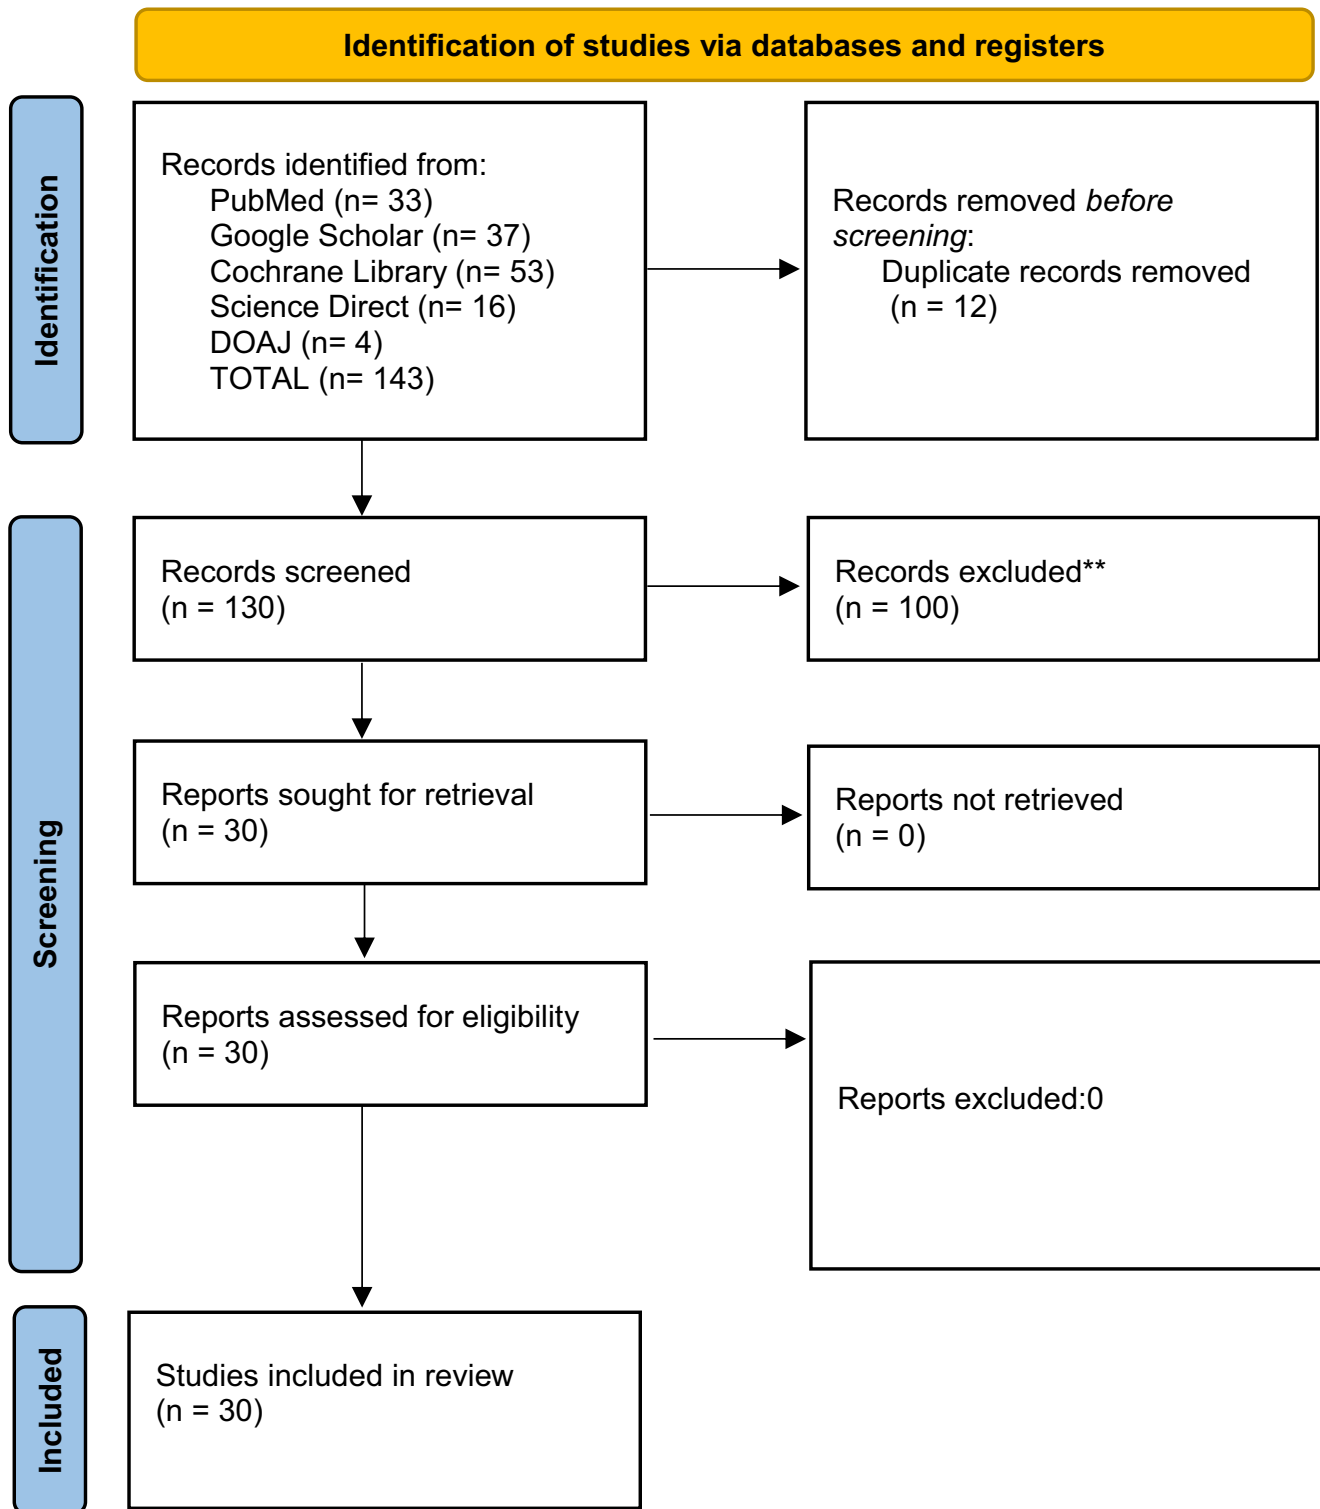 Identification of studies via databases and registers
Identification
Records identified from:
PubMed (n= 33)
Google Scholar (n= 37)
Cochrane Library (n= 53)
Science Direct (n= 16)
DOAJ (n= 4)
TOTAL (n= 143)
Records removed before
screening:
Duplicate records removed
(n = 12)
Screening
Records screened
(n = 130)
Records excluded**
(n = 100)
Reports sought for retrieval
(n = 30)
Reports not retrieved
(n = 0)
Reports assessed for eligibility
(n = 30)
Reports excluded:0
Included
Studies included in review
(n = 30)